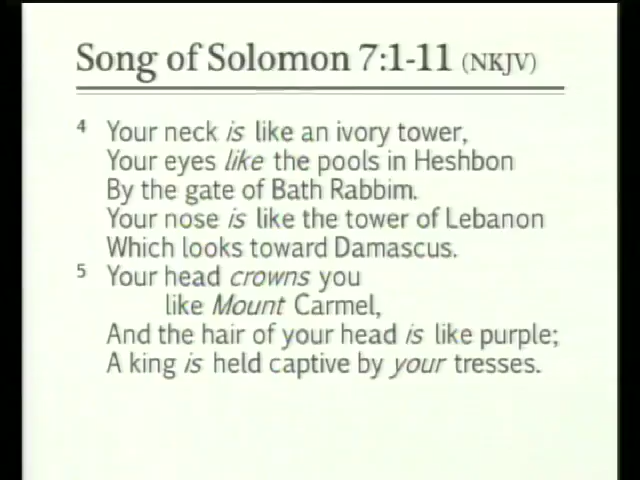 Song of Solomon 7:1-11 (NKJV)
4 Your neck is like an ivory tower,
Your eyes like the pools in Heshbon
By the gate of Bath Rabbim.
Your nose is like the tower of Lebanon
Which looks toward Damascus.
5 Your head crowns you
like Mount Carmel,
And the hair of your head is like purple;
A king is held captive by your tresses.